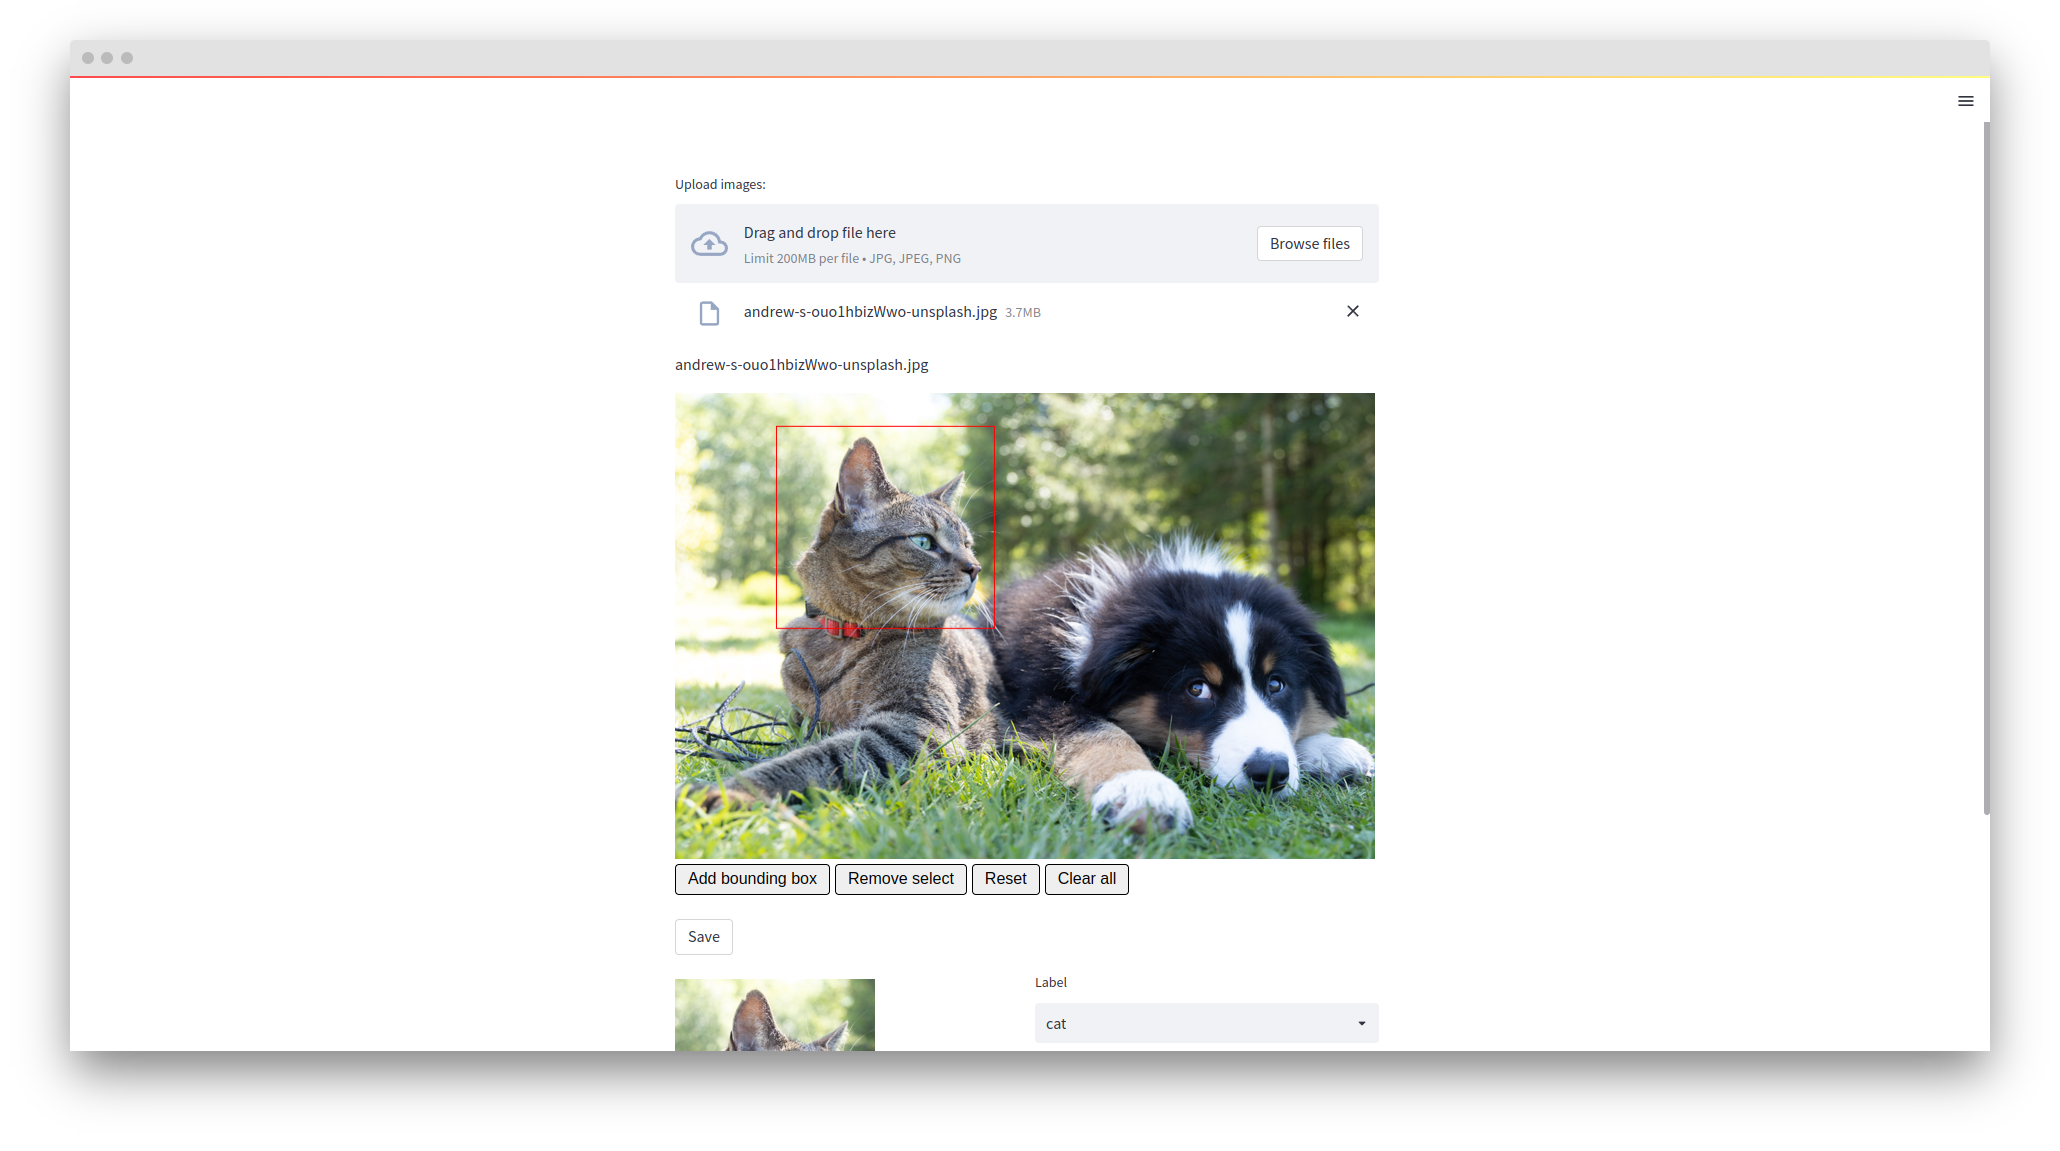 Upload images:
Drag and drop file here
Limit 200MB per file • JPG, JPEG, PNG
Browse files
andrew-s-ouo1hbizWwo-unsplash.jpg 3.7MB
andrew-s-ouo1hbizWwo-unsplash.jpg
Add bounding box Remove select Reset Clear all
Save
Label
cat